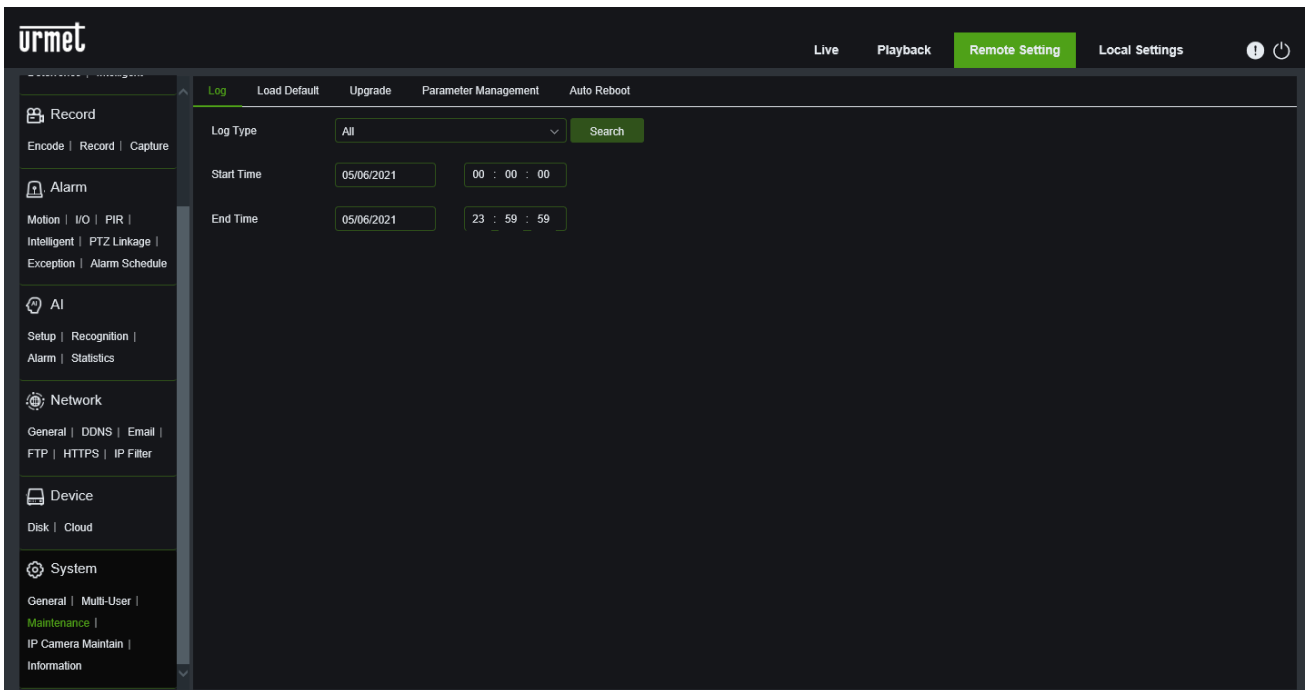 urmet
Live Playback Remote Setting Local Settings
Log Load Default Upgrade Parameter Management Auto Reboot
Record
Encode | Record | Capture
Alarm
Motion | I/O | PIR |
Intelligent | PTZ Linkage |
Exception | Alarm Schedule
AI
Setup | Recognition |
Alarm | Statistics
Network
General | DDNS | Email |
FTP | HTTPS | IP Filter
Device
Disk | Cloud
System
General | Multi-User |
Maintenance |
IP Camera Maintain |
Information
Log Type All Search
Start Time 05/06/2021 00 : 00 : 00
End Time 05/06/2021 23 : 59 : 59